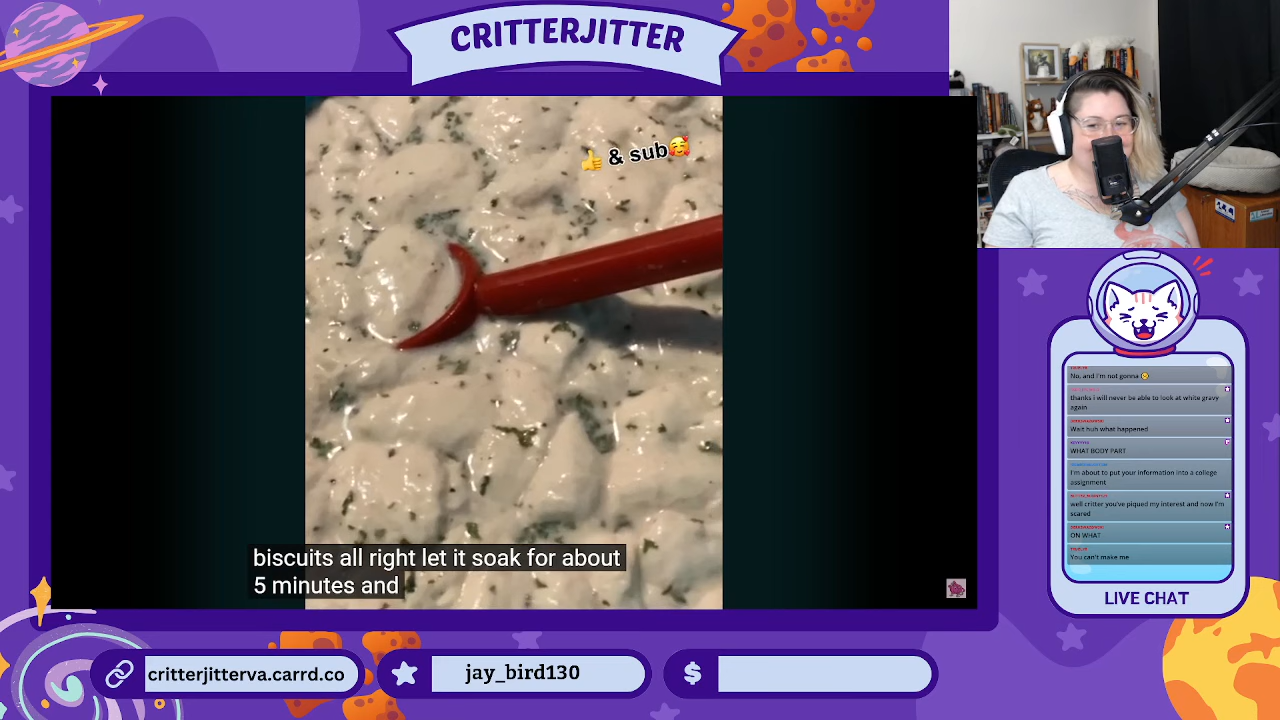 CRITTERJITTER
👍 & sub🥰
biscuits all right let it soak for about
5 minutes and
No, and I'm not gonna
thanks i will never be able to look at white gravy
again
Wait huh what happened
WHAT BODY PART
I'm about to put your information into a college
assignment
well critter you've piqued my interest and now I'm
scared
ON WHAT
You can't make me
LIVE CHAT
critterjitterva.carrd.co
jay_bird130
$